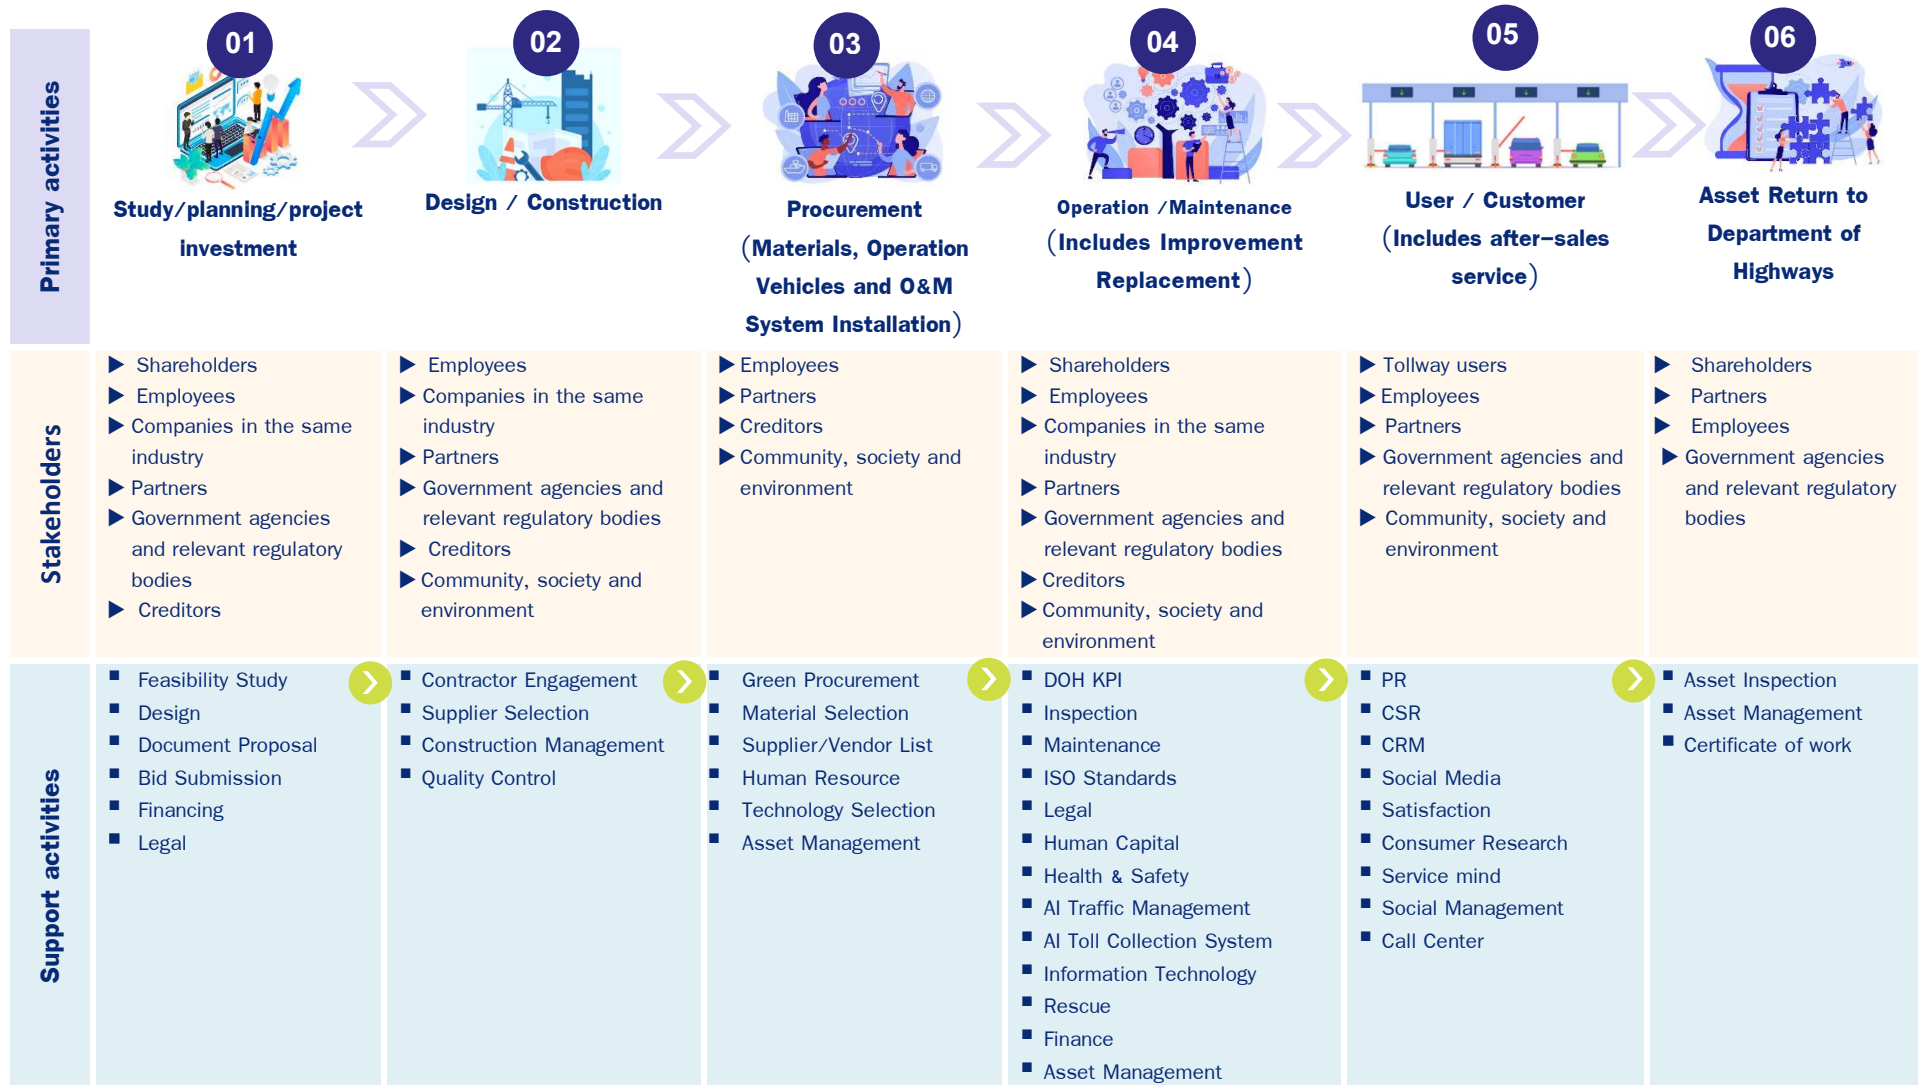 Primary activities
01
Study/planning/project
investment
02
Design / Construction
03
Procurement
(Materials, Operation
Vehicles and O&M
System Installation)
04
Operation /Maintenance
(Includes Improvement
Replacement)
05
User / Customer
(Includes after-sales
service)
06
Asset Return to
Department of
Highways
Stakeholders
Shareholders
Employees
Companies in the same
industry
Partners
Government agencies
and relevant regulatory
bodies
Creditors
Employees
Companies in the same
industry
Partners
Government agencies and
relevant regulatory bodies
Creditors
Community, society and
environment
Employees
Partners
Creditors
Community, society and
environment
Shareholders
Employees
Companies in the same
industry
Partners
Government agencies and
relevant regulatory bodies
Creditors
Community, society and
environment
Tollway users
Employees
Partners
Government agencies and
relevant regulatory bodies
Community, society and
environment
Shareholders
Partners
Employees
Government agencies
and relevant regulatory
bodies
Support activities
Feasibility Study
Design
Document Proposal
Bid Submission
Financing
Legal
Contractor Engagement
Supplier Selection
Construction Management
Quality Control
Green Procurement
Material Selection
Supplier/Vendor List
Human Resource
Technology Selection
Asset Management
DOH KPI
Inspection
Maintenance
ISO Standards
Legal
Human Capital
Health & Safety
AI Traffic Management
AI Toll Collection System
Information Technology
Rescue
Finance
Asset Management
PR
CSR
CRM
Social Media
Satisfaction
Consumer Research
Service mind
Social Management
Call Center
Asset Inspection
Asset Management
Certificate of work